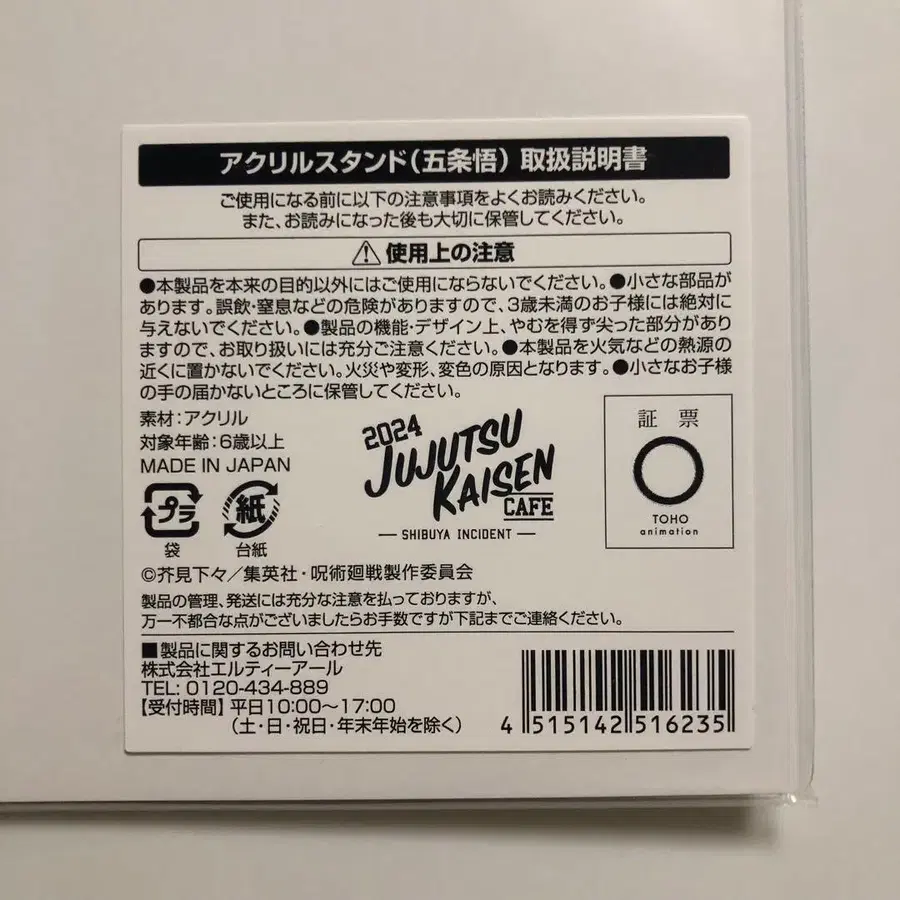 アクリルスタンド(五条悟) 取扱説明書
ご使用になる前に以下の注意事項をよくお読みください。
また、お読みになった後も大切に保管してください。
使用上の注意
●本製品を本来の目的以外にはご使用にならないでください。●小さな部品が
あります。誤飲・窒息などの危険がありますので、3歳未満のお子様には絶対に
与えないでください。●製品の機能・デザイン上、やむを得ず尖った部分があり
ますので、お取り扱いには充分ご注意ください。●本製品を火気などの熱源の
近くに置かないでください。火災や変形、変色の原因となります。●小さなお子様
の手の届かないところに保管してください。
素材:アクリル
対象年齢:6歳以上
MADE IN JAPAN
プラ
袋
紙
台紙
2024
JUJUTSU
KAISEN
CAFE
SHIBUYA INCIDENT
証票
TOHO
animation
©芥見下々/集英社・呪術廻戦製作委員会
製品の管理、発送には充分な注意を払っておりますが、
万一不都合な点がございましたらお手数ですが下記までご連絡ください。
■製品に関するお問い合わせ先
株式会社エルティーアール
TEL: 0120-434-889
【受付時間】平日10:00〜17:00
(土・日・祝日・年末年始を除く)
4 515142 516235